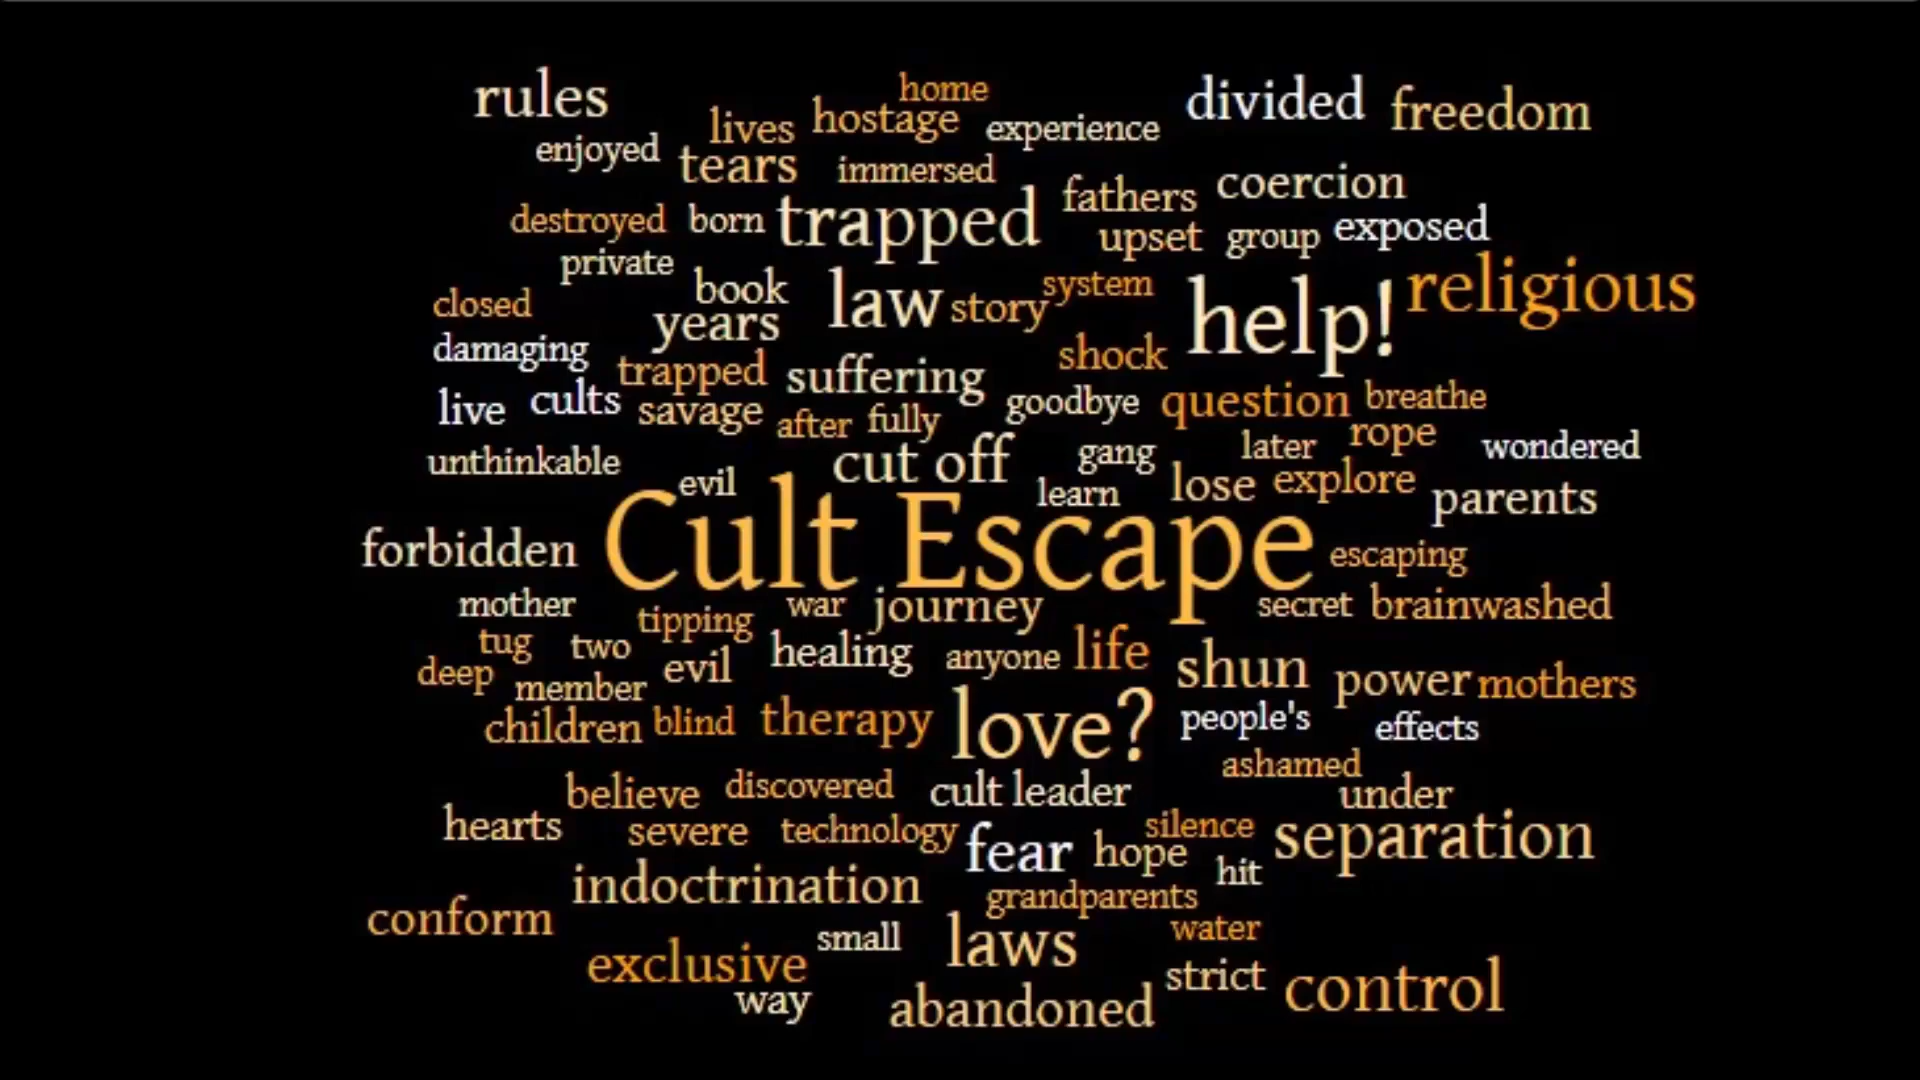 home
rules lives hostage experience divided freedom
enjoyed tears immersed fathers coercion
destroyed born trapped upset group exposed
private book law story system help! religious
closed years
damaging trapped suffering shock
live cults savage after fully goodbye question breathe
unthinkable evil cut off gang later rope wondered
learn lose explore parents
forbidden Cult Escape escaping
mother tipping war journey secret brainwashed
tug two healing anyone life shun power mothers
deep member evil
children blind therapy love? people's effects
believe discovered cult leader ashamed under
hearts severe technology fear hope silence separation
hit
indoctrination grandparents
conform small laws water
exclusive strict control
way abandoned